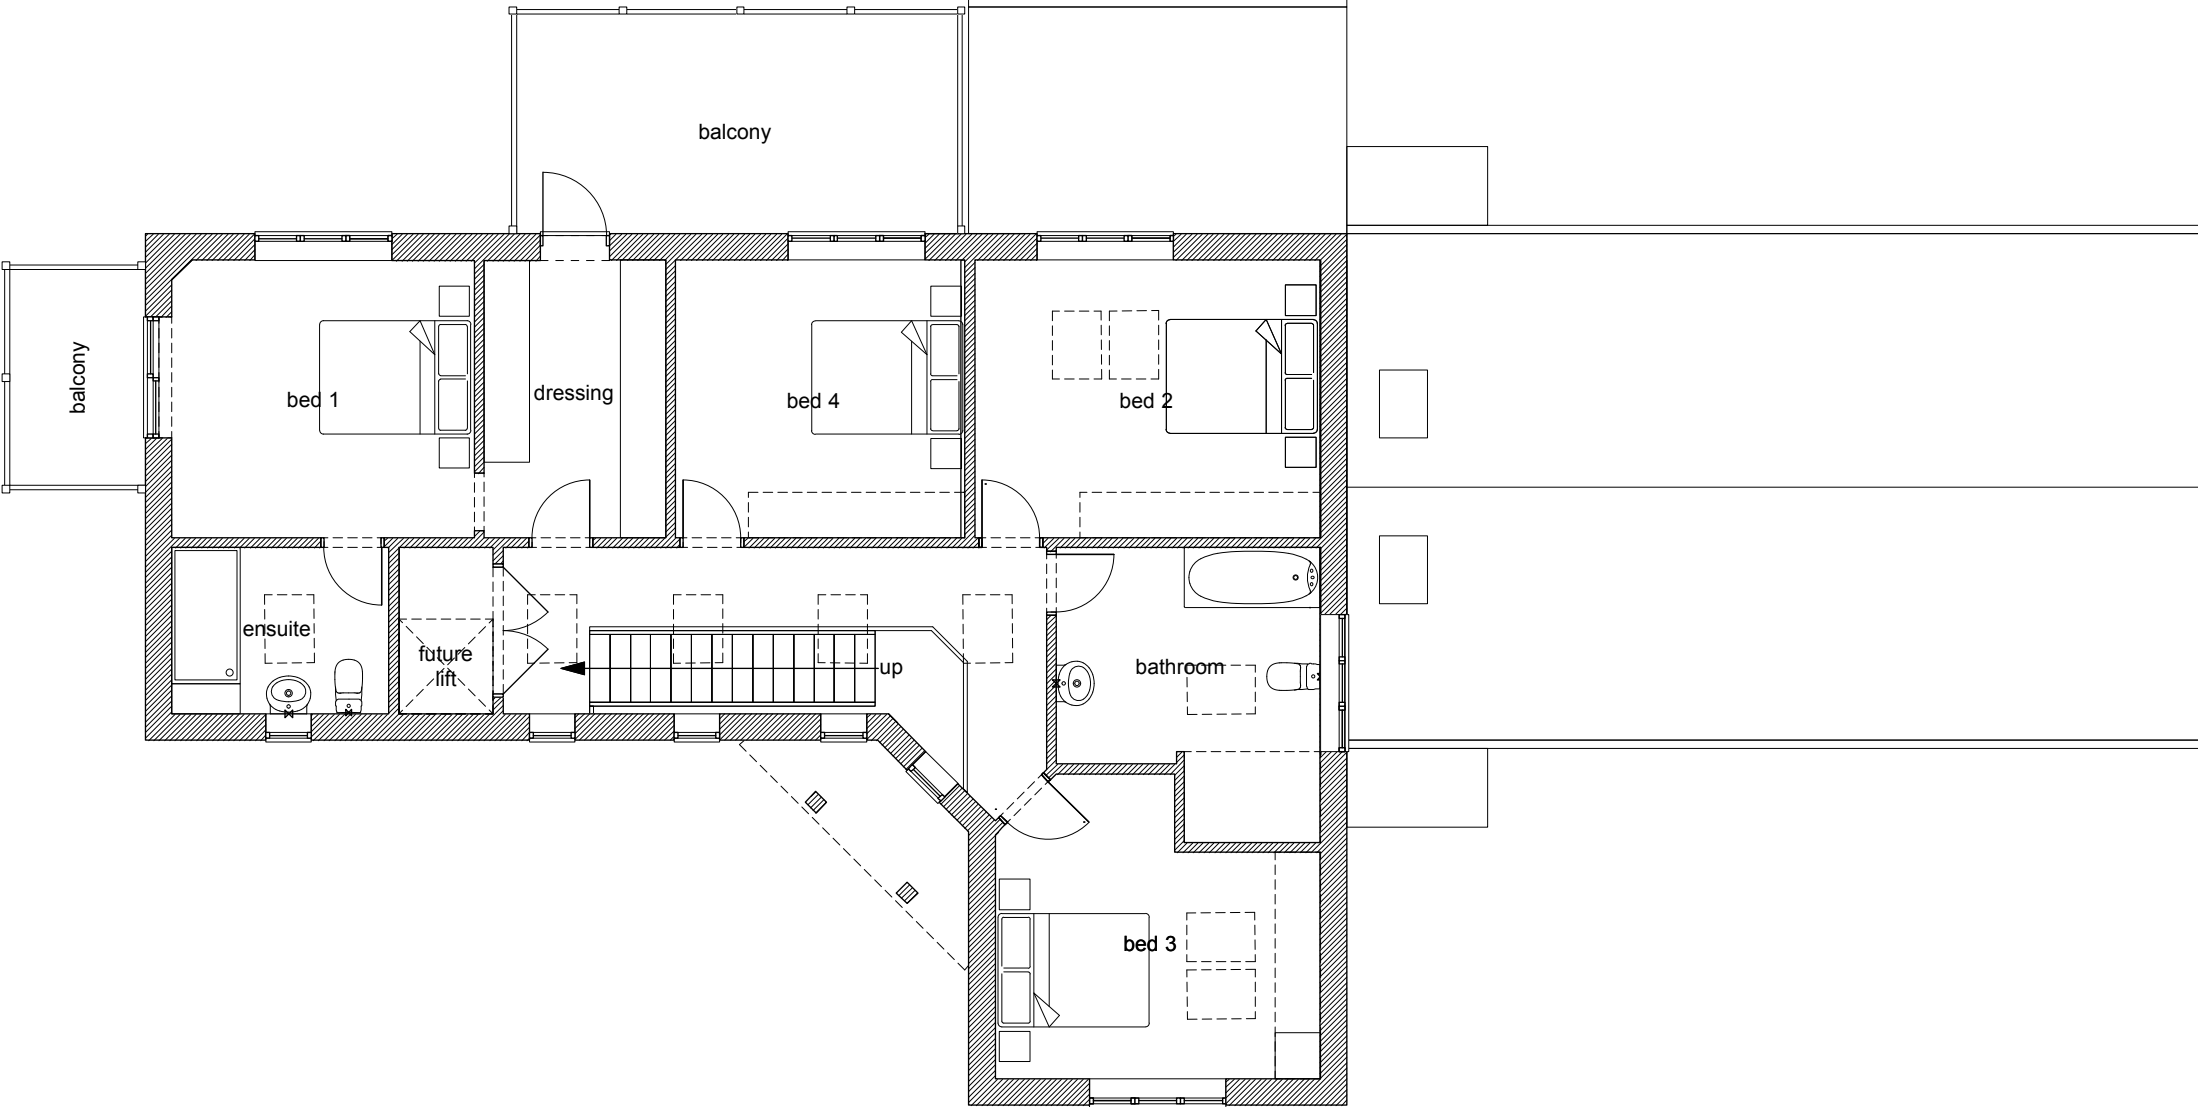 balcony
balcony
bed 1
dressing
bed 4
bed 2
ensuite
future
lift
up
bathroom
bed 3